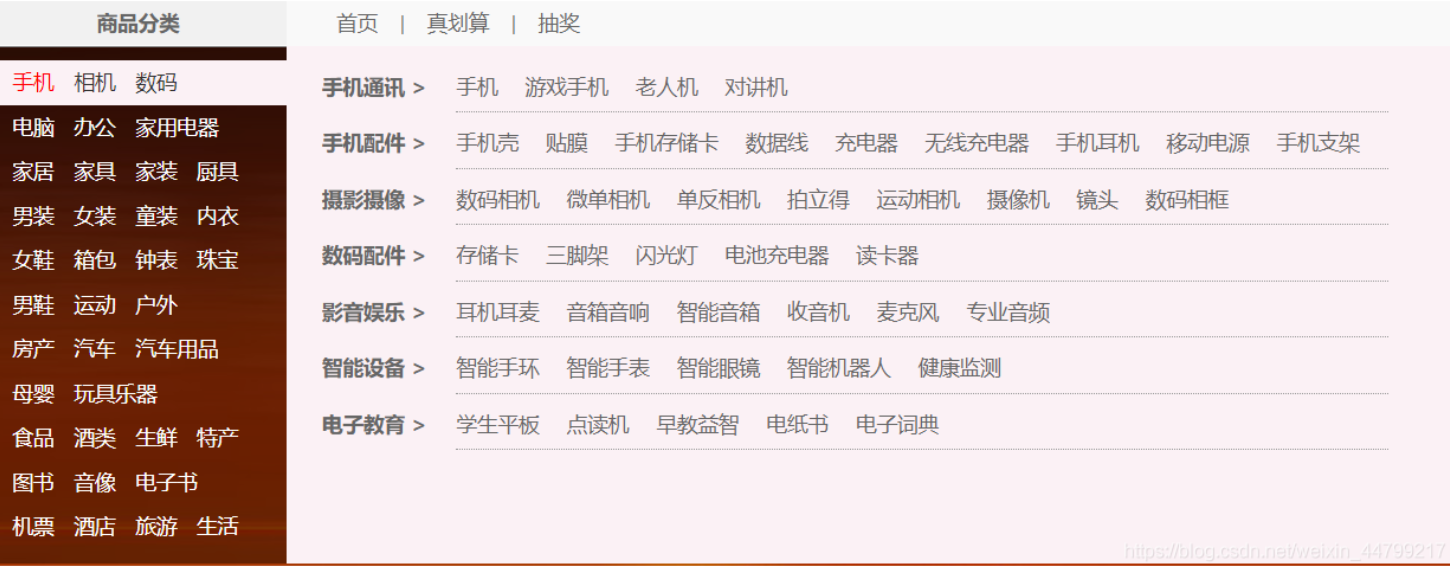 商品分类
首页 | 真划算 | 抽奖
手机 相机 数码
电脑 办公 家用电器
家居 家具 家装 厨具
男装 女装 童装 内衣
女鞋 箱包 钟表 珠宝
男鞋 运动 户外
房产 汽车 汽车用品
母婴 玩具乐器
食品 酒类 生鲜 特产
图书 音像 电子书
机票 酒店 旅游 生活
手机通讯 > 手机 游戏手机 老人机 对讲机
手机配件 > 手机壳 贴膜 手机存储卡 数据线 充电器 无线充电器 手机耳机 移动电源 手机支架
摄影摄像 > 数码相机 微单相机 单反相机 拍立得 运动相机 摄像机 镜头 数码相框
数码配件 > 存储卡 三脚架 闪光灯 电池充电器 读卡器
影音娱乐 > 耳机耳麦 音箱音响 智能音箱 收音机 麦克风 专业音频
智能设备 > 智能手环 智能手表 智能眼镜 智能机器人 健康监测
电子教育 > 学生平板 点读机 早教益智 电纸书 电子词典
https://blog.csdn.net/weixin_44799217